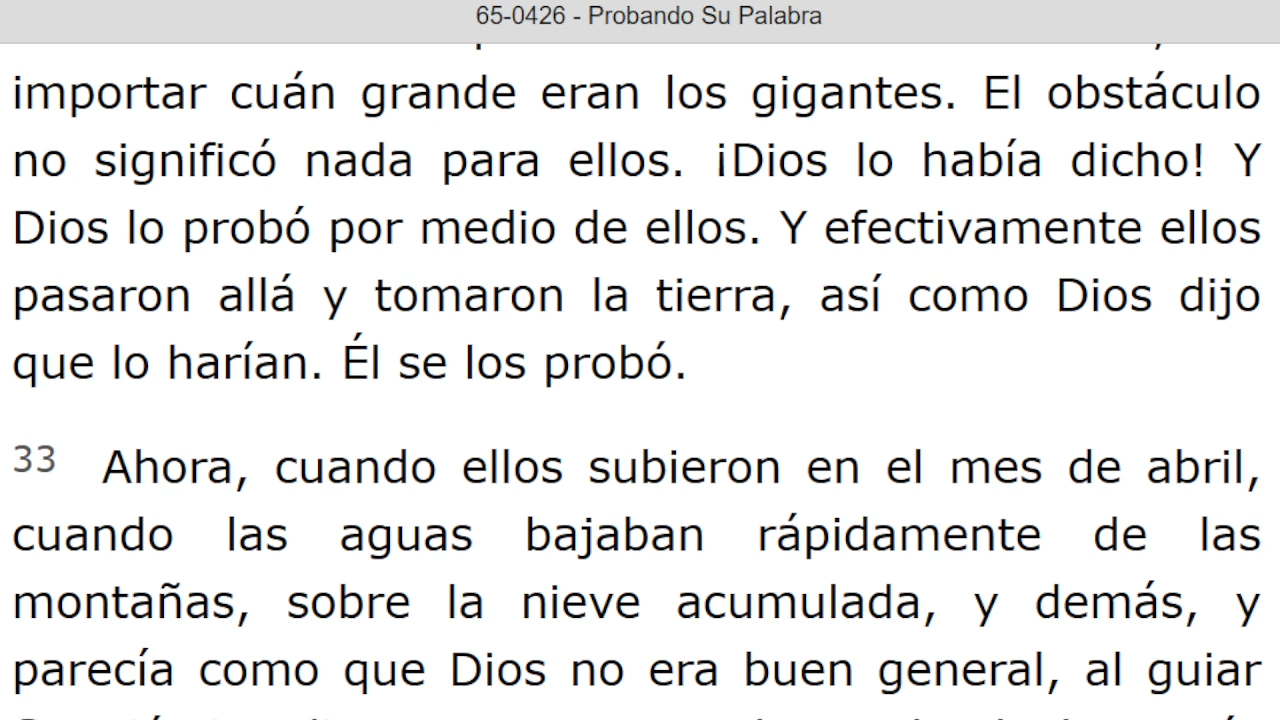 65-0426 - Probando Su Palabra
importar cuán grande eran los gigantes. El obstáculo
no significó nada para ellos. ¡Dios lo había dicho! Y
Dios lo probó por medio de ellos. Y efectivamente ellos
pasaron allá y tomaron la tierra, así como Dios dijo
que lo harían. Él se los probó.
33 Ahora, cuando ellos subieron en el mes de abril,
cuando las aguas bajaban rápidamente de las
montañas, sobre la nieve acumulada, y demás, y
parecía como que Dios no era buen general, al guiar